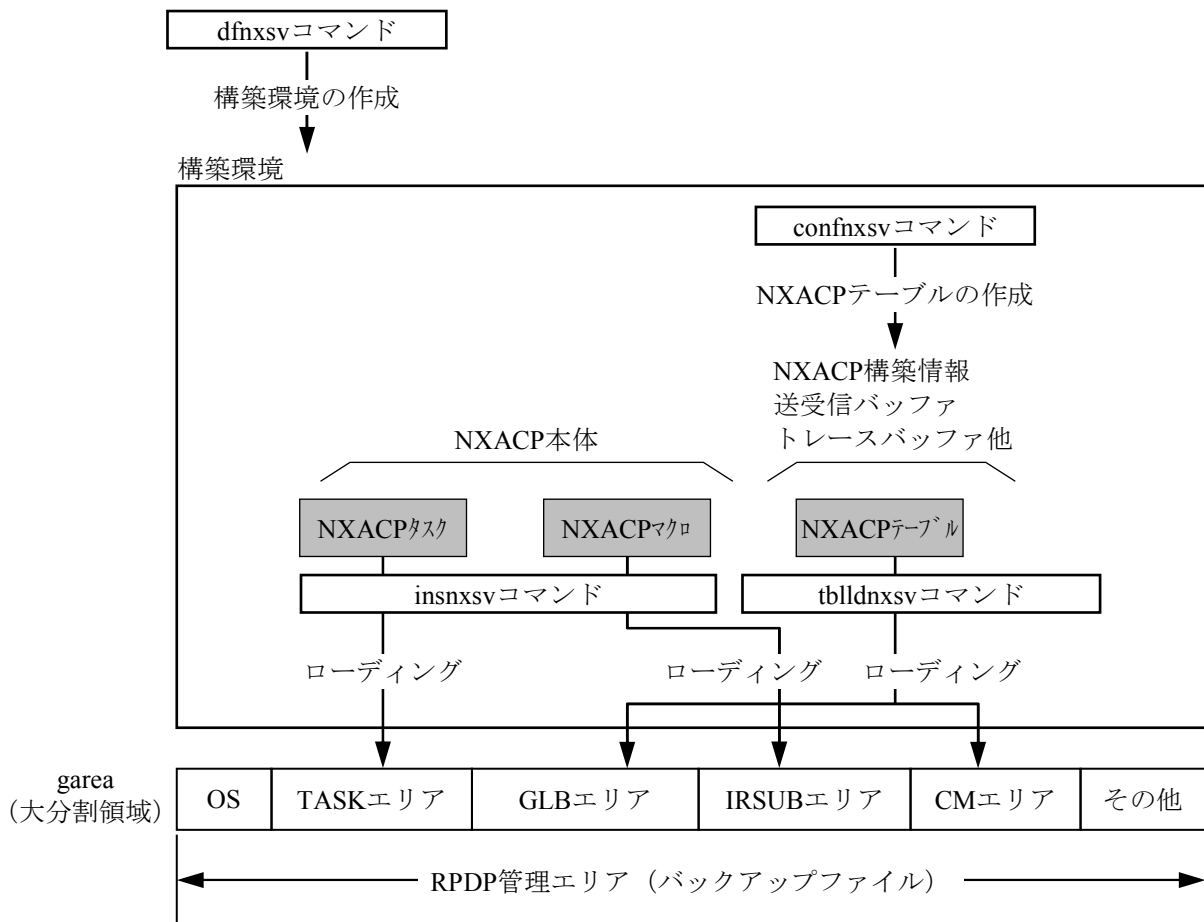 dfnxsvコマンド
構築環境の作成
構築環境
confnxsvコマンド
NXACPテーブルの作成
NXACP構築情報
送受信バッファ
トレースバッファ他
NXACP本体
NXACPﾀｽｸ
NXACPﾏｸﾛ
NXACPﾃｰﾌﾞﾙ
insnxsvコマンド
tblldnxsvコマンド
ローディング
ローディング
ローディング
garea
（大分割領域）
OS
TASKエリア
GLBエリア
IRSUBエリア
CMエリア
その他
RPDP管理エリア（バックアップファイル）